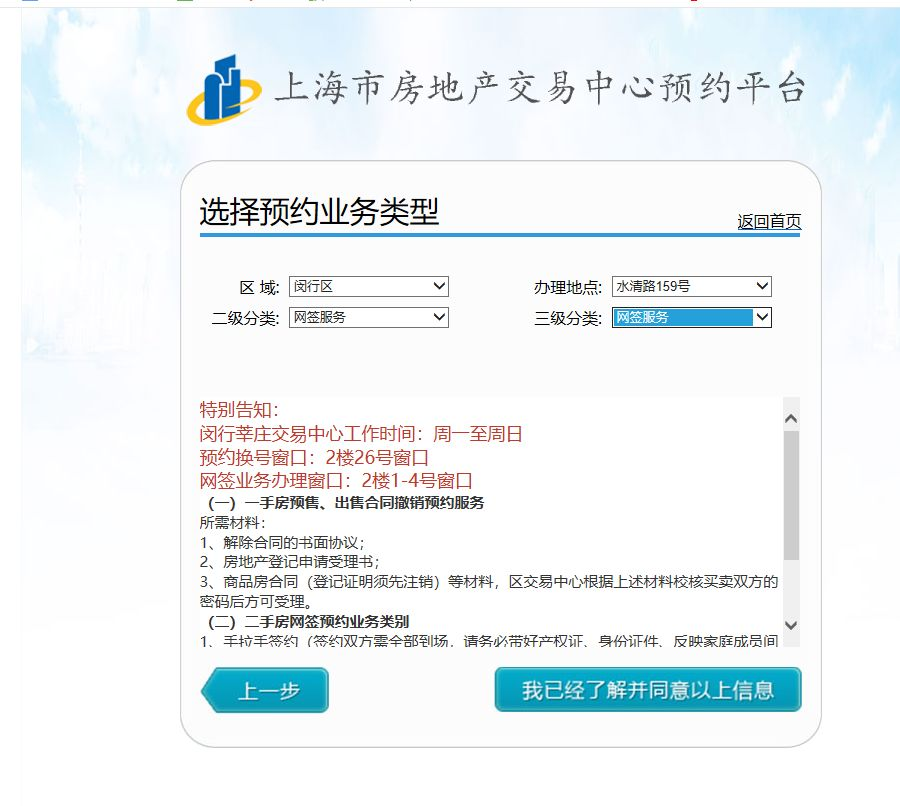 上海市房地产交易中心预约平台
选择预约业务类型
返回首页
区 域: 闵行区 办理地点: 水清路159号
二级分类: 网签服务 三级分类: 网签服务
特别告知：
闵行莘庄交易中心工作时间：周一至周日
预约换号窗口：2楼26号窗口
网签业务办理窗口：2楼1-4号窗口
（一）一手房预售、出售合同撤销预约服务
所需材料：
1、解除合同的书面协议；
2、房地产登记申请受理书；
3、商品房合同（登记证明须先注销）等材料，区交易中心根据上述材料校核买卖双方的
密码后方可受理。
（二）二手房网签预约业务类别
1、手拉手签约（签约双方需全部到场，请务必带好产权证、身份证件、反映家庭成员间
上一步
我已经了解并同意以上信息